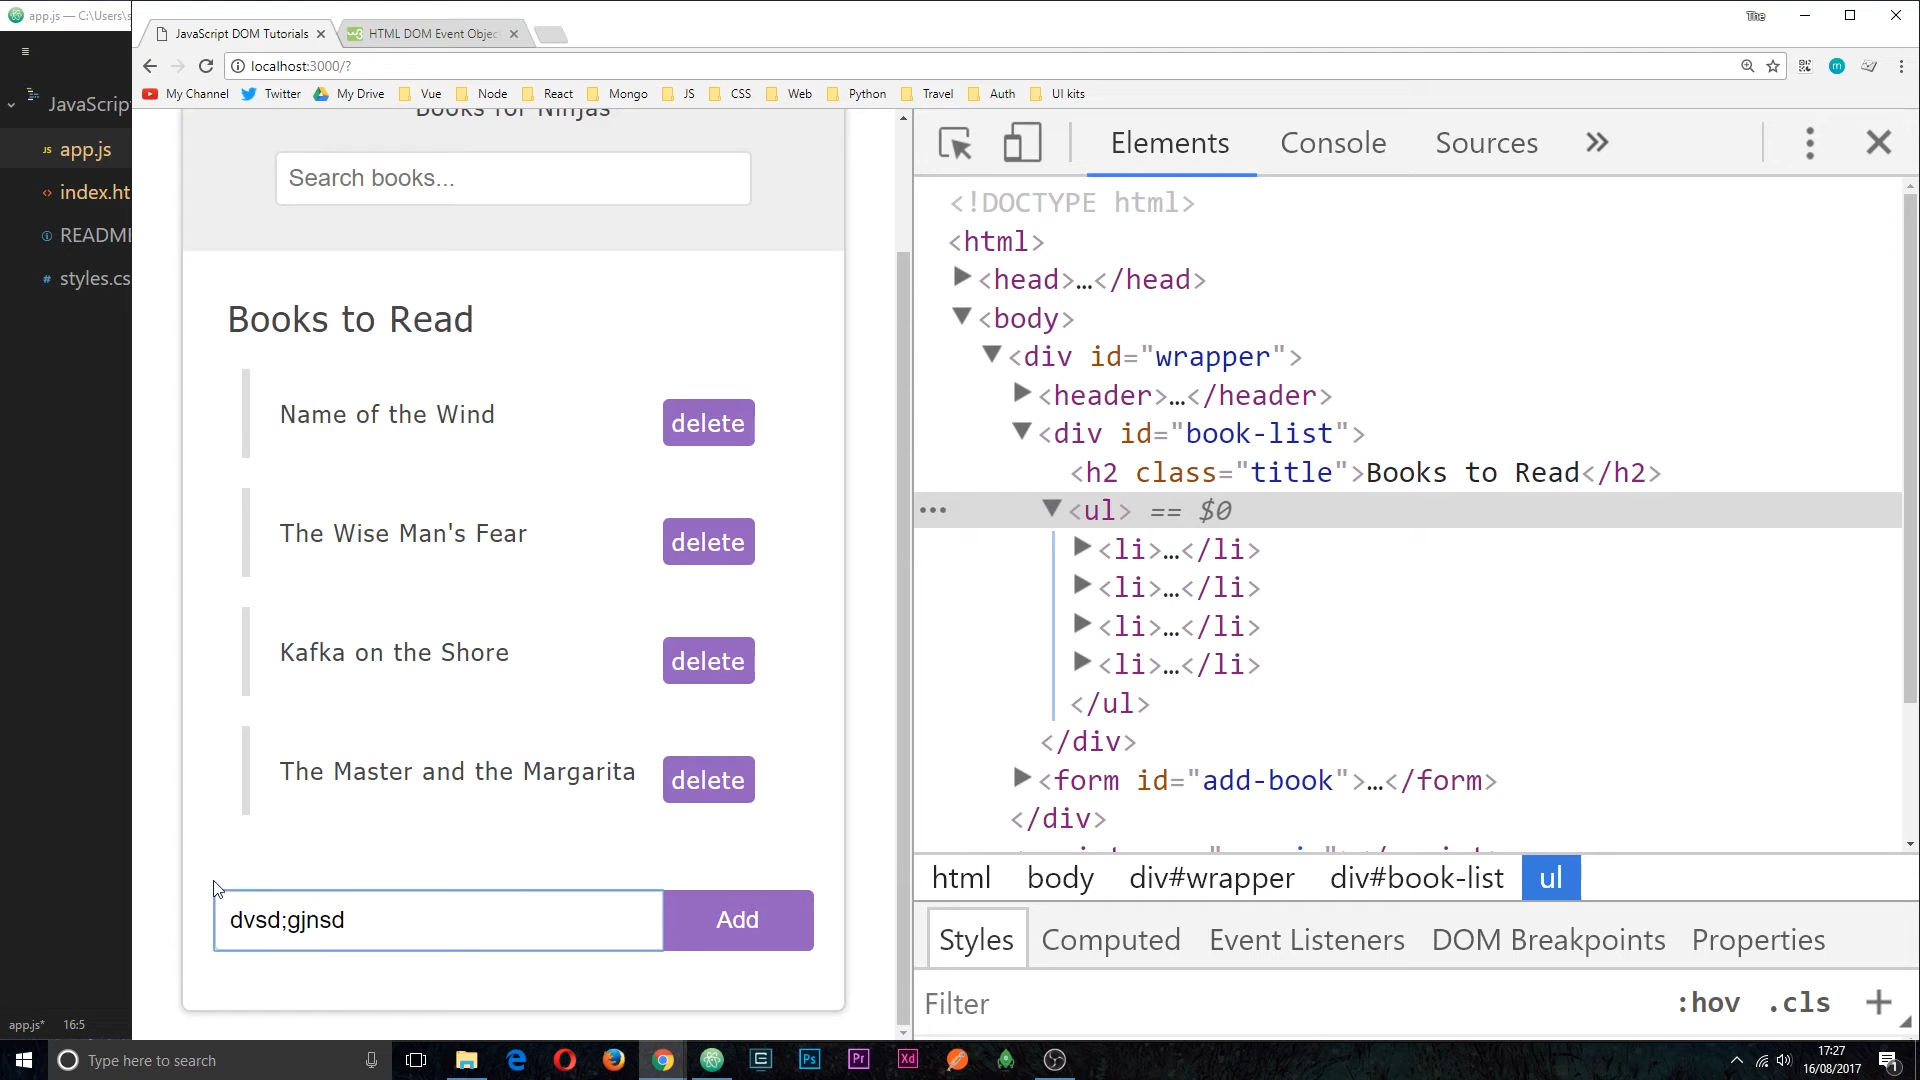 app.js — C:\Users\s
JavaScript DOM Tutorials
HTML DOM Event Objec
The
localhost:3000/?
My Channel Twitter My Drive Vue Node React Mongo JS CSS Web Python Travel Auth UI kits
JavaScrip
app.js
index.ht
README
styles.cs
app.js* 16:5
Books for Ninjas
Search books...
Books to Read
Name of the Wind
delete
The Wise Man's Fear
delete
Kafka on the Shore
delete
The Master and the Margarita
delete
dvsd;gjnsd
Add
Elements Console Sources »
<!DOCTYPE html>
<html>
<head>…</head>
<body>
<div id="wrapper">
<header>…</header>
<div id="book-list">
<h2 class="title">Books to Read</h2>
<ul> == $0
<li>…</li>
<li>…</li>
<li>…</li>
<li>…</li>
</ul>
</div>
<form id="add-book">…</form>
</div>
html body div#wrapper div#book-list ul
Styles Computed Event Listeners DOM Breakpoints Properties
Filter :hov .cls +
Type here to search
17:27
16/08/2017